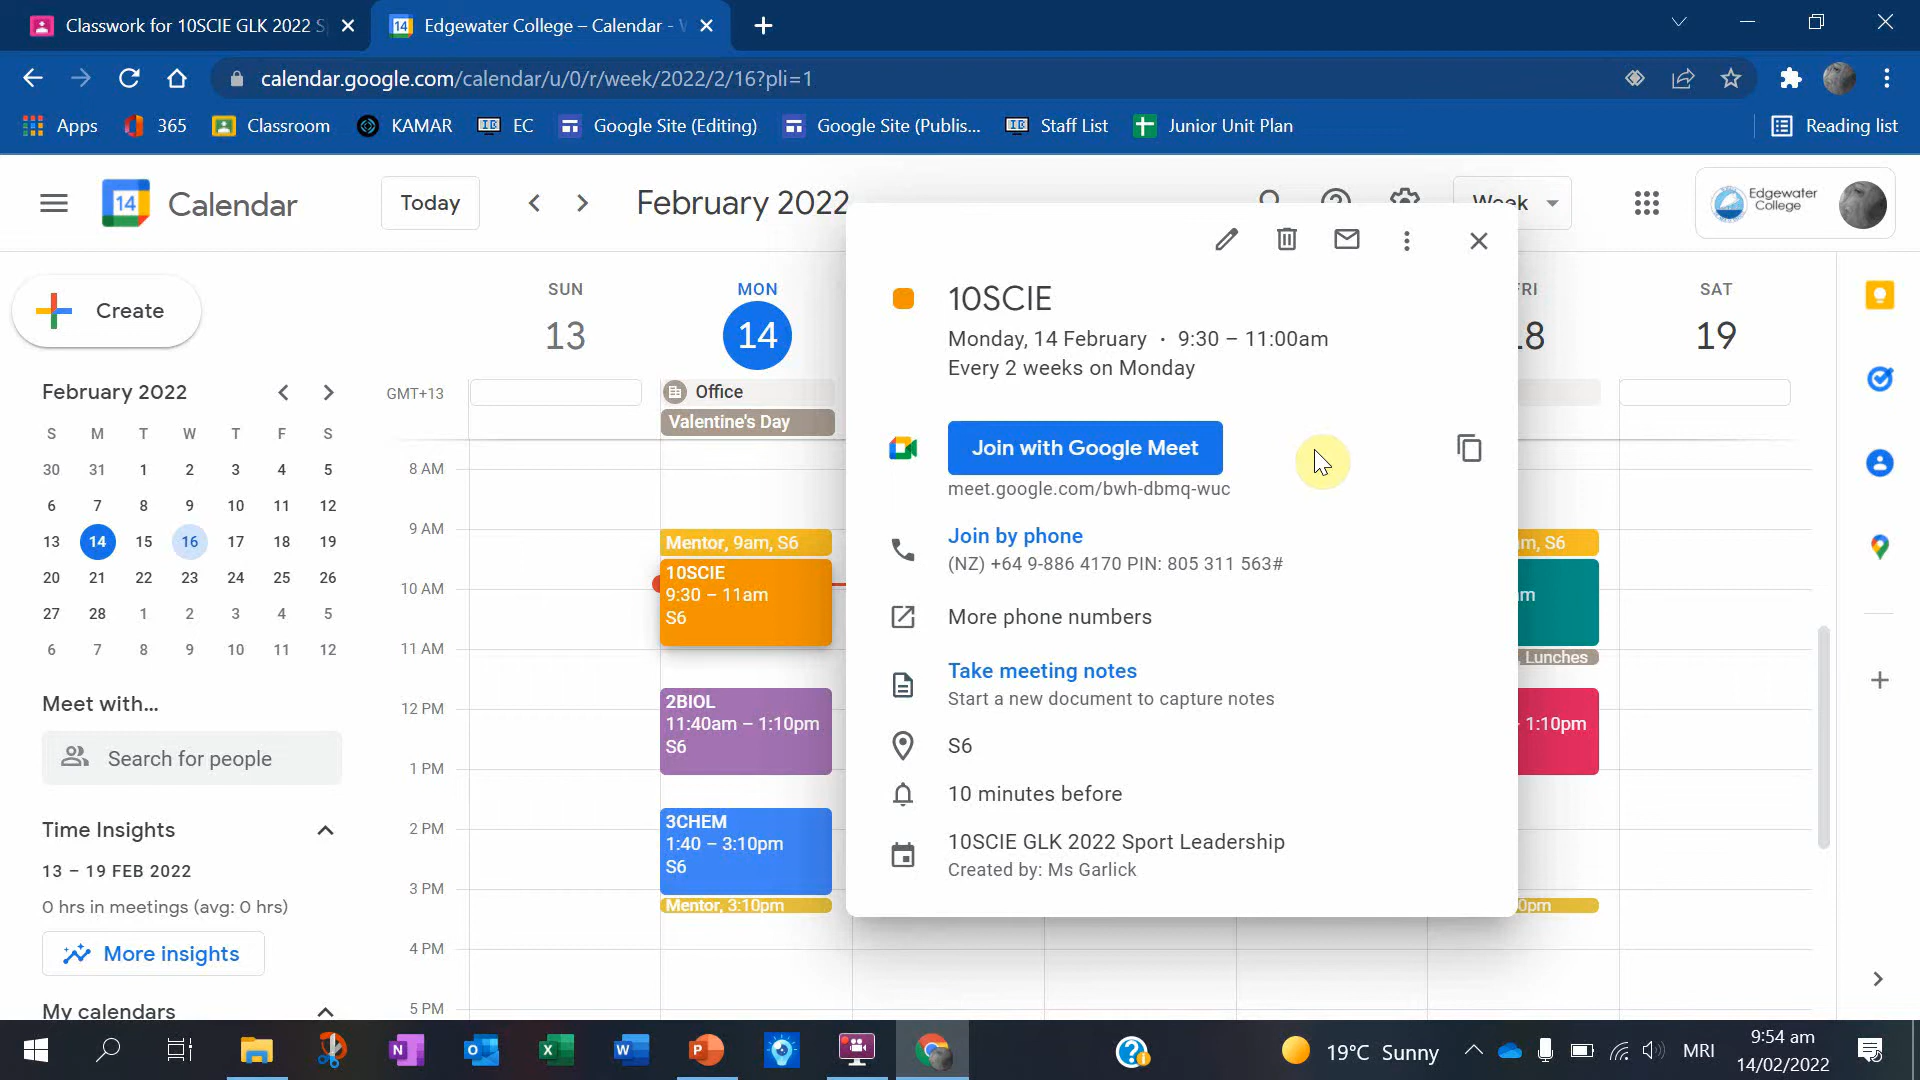 Classwork for 10SCIE GLK 2022 S
Edgewater College – Calendar -
calendar.google.com/calendar/u/0/r/week/2022/2/16?pli=1
Apps
365
Classroom
KAMAR
EC
Google Site (Editing)
Google Site (Publis...
Staff List
Junior Unit Plan
Reading list
14
Calendar
Today
February 2022
Week
Edgewater
College
Create
SUN
13
MON
14
FRI
SAT
19
GMT+13
Office
Valentine's Day
February 2022
S M T W T F S
30 31 1 2 3 4 5
6 7 8 9 10 11 12
13 14 15 16 17 18 19
20 21 22 23 24 25 26
27 28 1 2 3 4 5
6 7 8 9 10 11 12
Meet with...
Search for people
Time Insights
13 – 19 FEB 2022
0 hrs in meetings (avg: 0 hrs)
More insights
My calendars
8 AM
9 AM
10 AM
11 AM
12 PM
1 PM
2 PM
3 PM
4 PM
5 PM
Mentor, 9am, S6
10SCIE
9:30 – 11am
S6
2BIOL
11:40am – 1:10pm
S6
3CHEM
1:40 – 3:10pm
S6
Mentor, 3:10pm
10SCIE
Monday, 14 February · 9:30 – 11:00am
Every 2 weeks on Monday
Join with Google Meet
meet.google.com/bwh-dbmq-wuc
Join by phone
(NZ) +64 9-886 4170 PIN: 805 311 563#
More phone numbers
Take meeting notes
Start a new document to capture notes
S6
10 minutes before
10SCIE GLK 2022 Sport Leadership
Created by: Ms Garlick
m, S6
m
Lunches
1:10pm
0pm
19°C Sunny
MRI
9:54 am
14/02/2022